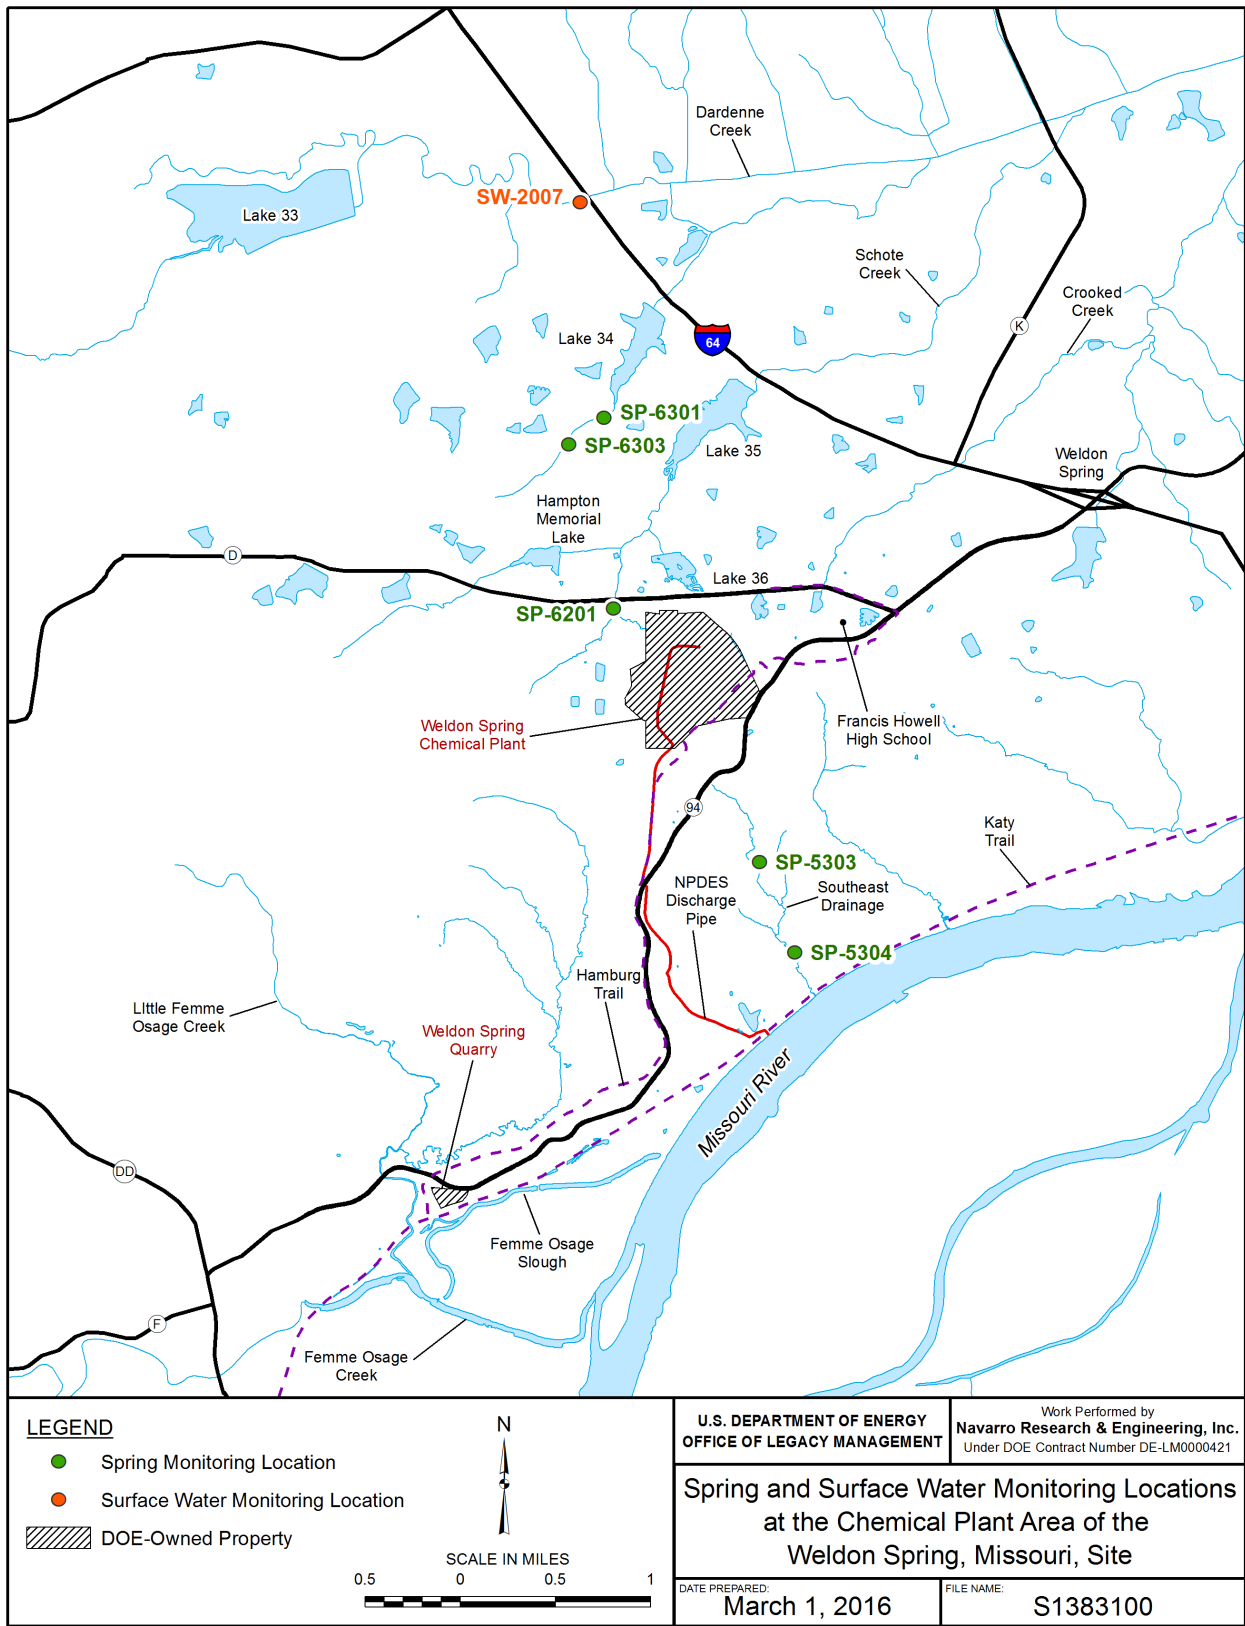 Dardenne
Creek
SW-2007
Lake 33
Schote
Creek
Crooked
Creek
K
Lake 34
64
SP-6301
SP-6303
Lake 35
Weldon
Spring
Hampton
Memorial
Lake
D
Lake 36
SP-6201
Weldon Spring
Chemical Plant
Francis Howell
High School
94
Katy
Trail
SP-5303
NPDES
Discharge
Pipe
Southeast
Drainage
SP-5304
Hamburg
Trail
LIttle Femme
Osage Creek
Weldon Spring
Quarry
Missouri River
DD
Femme Osage
Slough
F
Femme Osage
Creek
LEGEND
Spring Monitoring Location
Surface Water Monitoring Location
DOE-Owned Property
N
SCALE IN MILES
0.5 0 0.5 1
U.S. DEPARTMENT OF ENERGY
OFFICE OF LEGACY MANAGEMENT
Work Performed by
Navarro Research & Engineering, Inc.
Under DOE Contract Number DE-LM0000421
Spring and Surface Water Monitoring Locations
at the Chemical Plant Area of the
Weldon Spring, Missouri, Site
DATE PREPARED:
March 1, 2016
FILE NAME:
S1383100